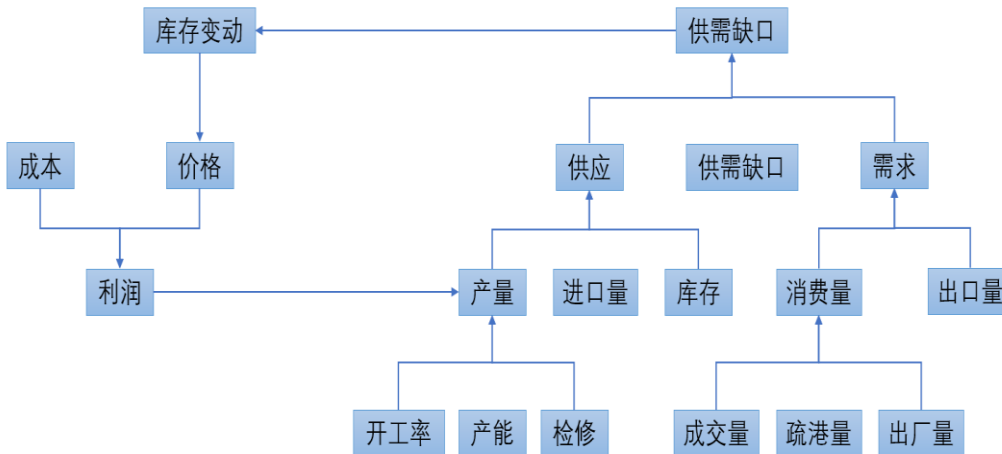 库存变动
供需缺口
成本
价格
供应
供需缺口
需求
利润
产量
进口量
库存
消费量
出口量
开工率
产能
检修
成交量
疏港量
出厂量